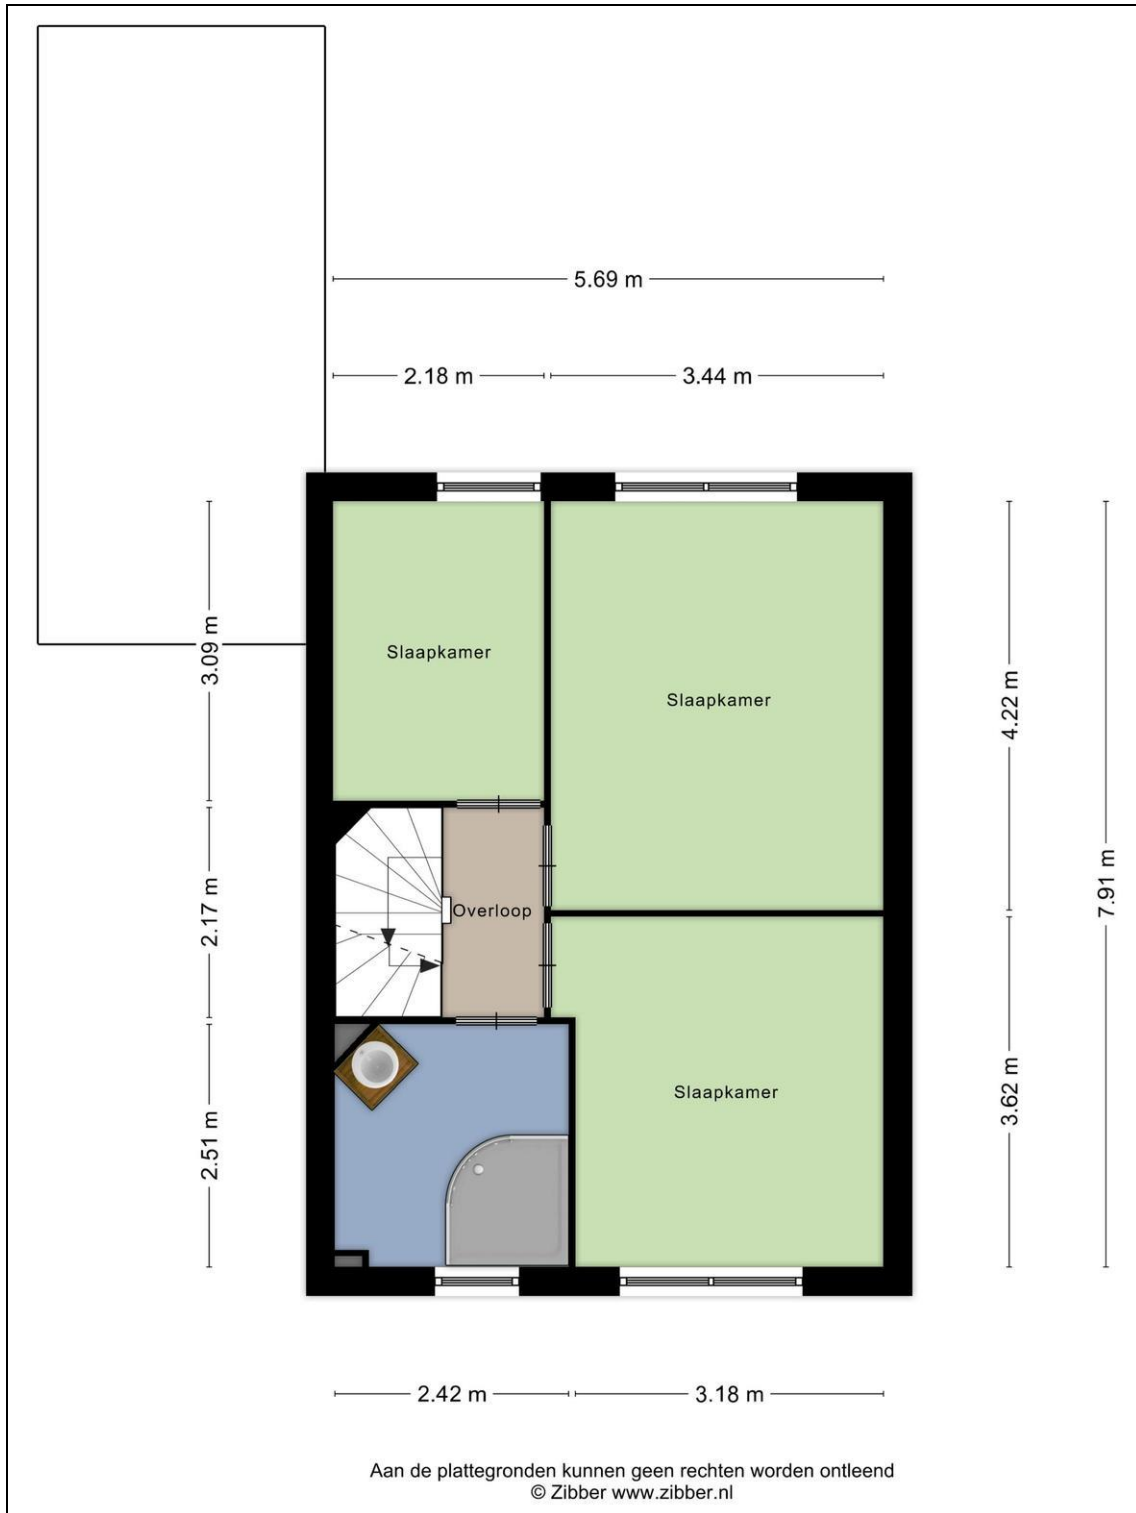 5.69 m
2.18 m
3.44 m
3.09 m
Slaapkamer
Slaapkamer
4.22 m
7.91 m
2.17 m
Overloop
Slaapkamer
3.62 m
2.51 m
2.42 m
3.18 m
Aan de plattegronden kunnen geen rechten worden ontleend
© Zibber www.zibber.nl